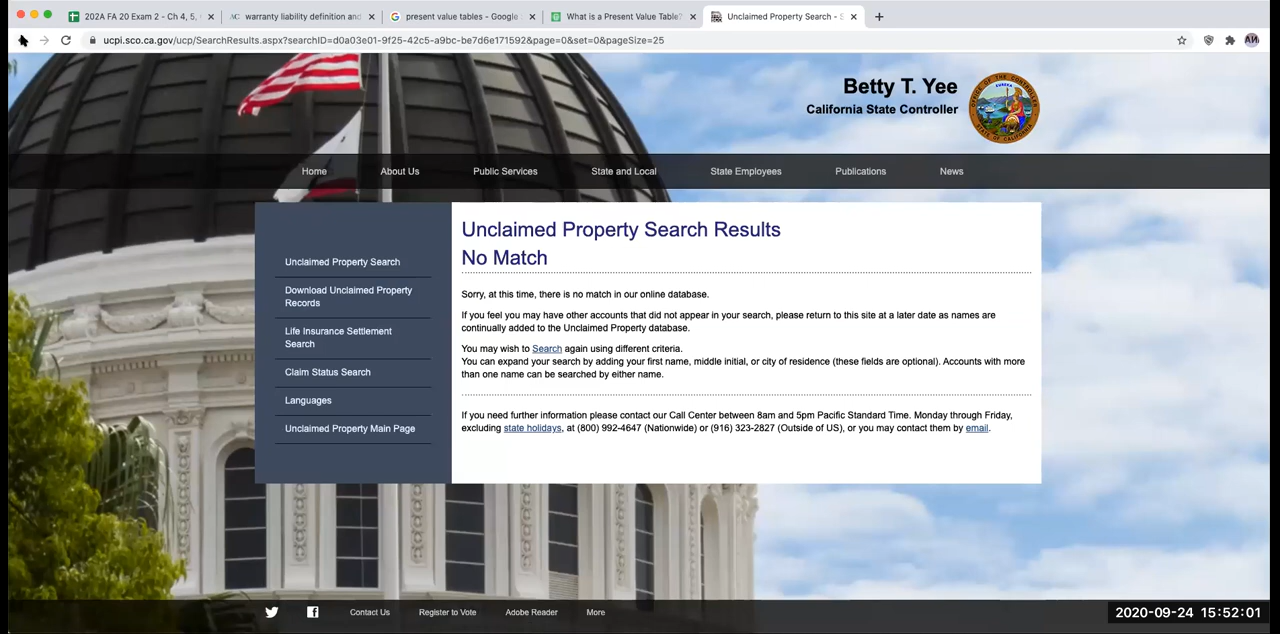 202A FA 20 Exam 2 - Ch 4, 5,
AC warranty liability definition and
present value tables - Google
What is a Present Value Table?
Unclaimed Property Search - S
ucpi.sco.ca.gov/ucp/SearchResults.aspx?searchID=d0a03e01-9f25-42c5-a9bc-be7d6e171592&page=0&set=0&pageSize=25
Betty T. Yee
California State Controller
Home About Us Public Services State and Local State Employees Publications News
Unclaimed Property Search
Download Unclaimed Property
Records
Life Insurance Settlement
Search
Claim Status Search
Languages
Unclaimed Property Main Page
Unclaimed Property Search Results
No Match
Sorry, at this time, there is no match in our online database.
If you feel you may have other accounts that did not appear in your search, please return to this site at a later date as names are
continually added to the Unclaimed Property database.
You may wish to Search again using different criteria.
You can expand your search by adding your first name, middle initial, or city of residence (these fields are optional). Accounts with more
than one name can be searched by either name.
If you need further information please contact our Call Center between 8am and 5pm Pacific Standard Time. Monday through Friday,
excluding state holidays, at (800) 992-4647 (Nationwide) or (916) 323-2827 (Outside of US), or you may contact them by email.
Contact Us Register to Vote Adobe Reader More
2020-09-24 15:52:01